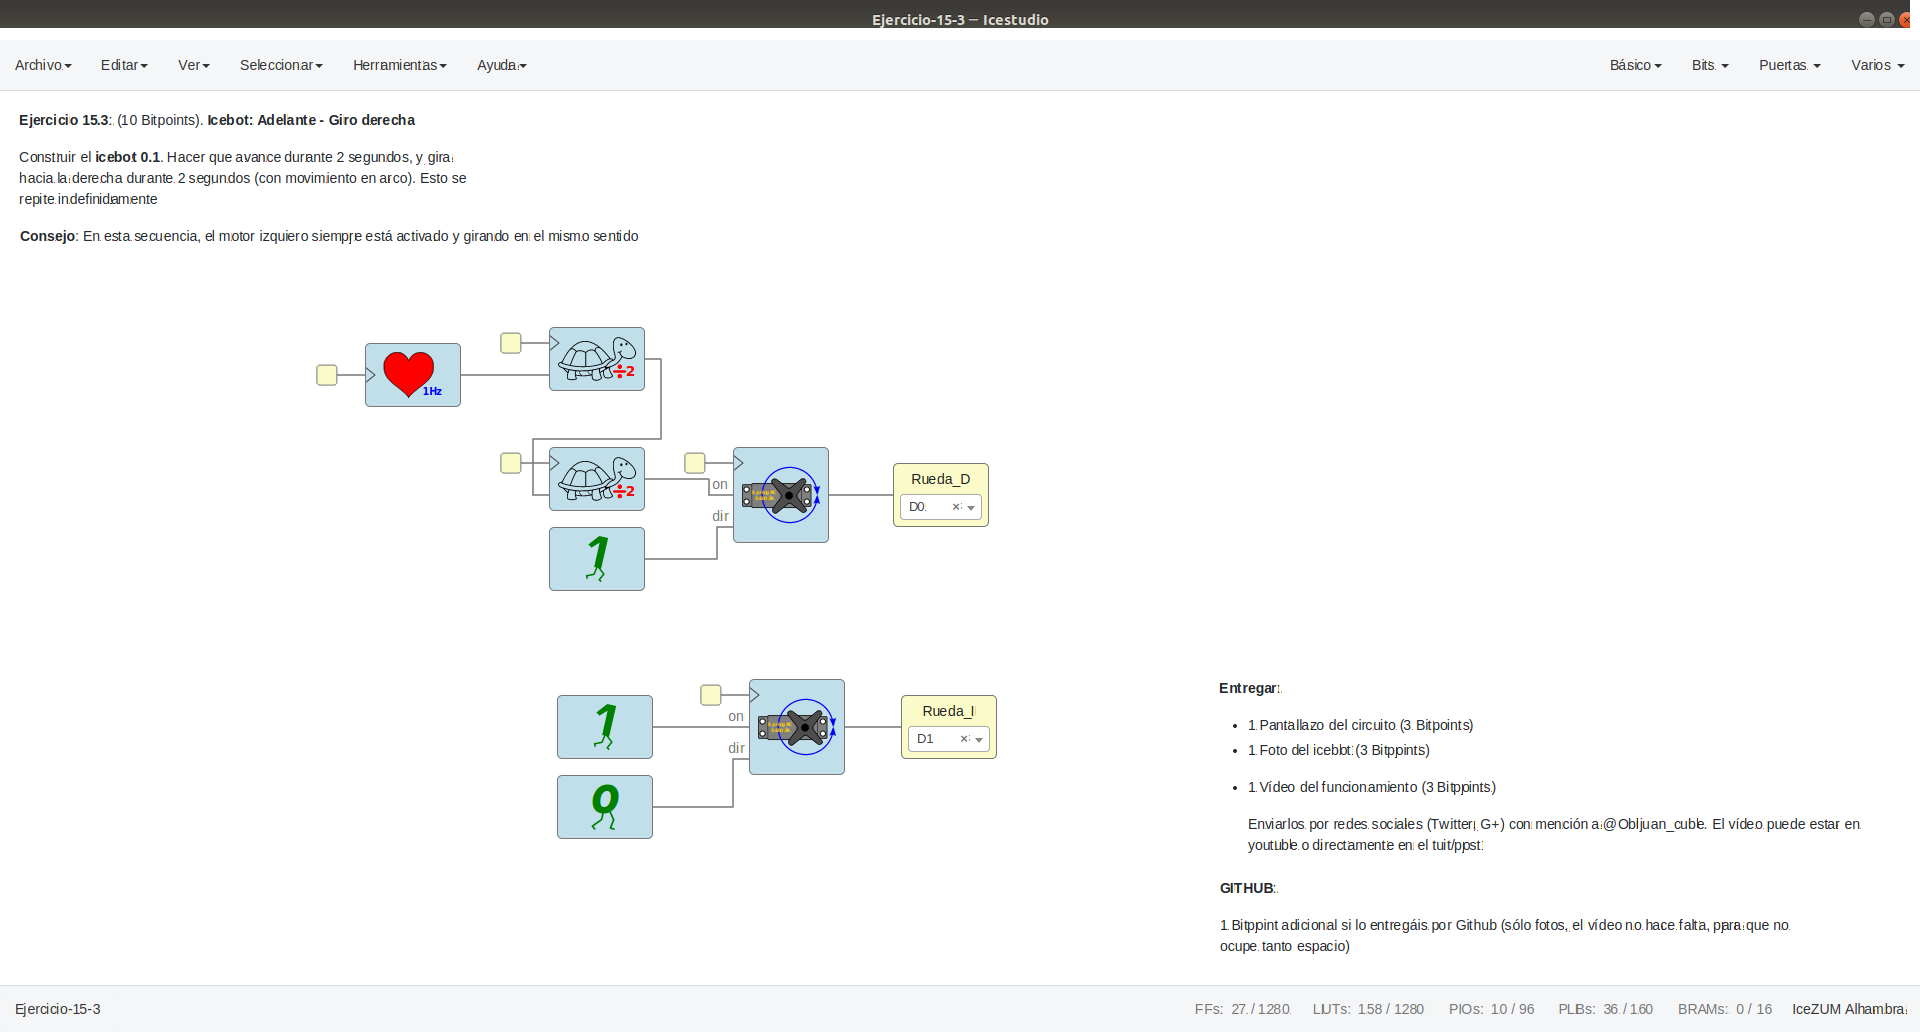 Ejercicio-15-3 — Icestudio
Archivo Editar Ver Seleccionar Herramientas Ayuda Básico Bits Puertas Varios
Ejercicio 15.3: (10 Bitpoints). Icebot: Adelante - Giro derecha
Construir el icebot 0.1. Hacer que avance durante 2 segundos, y gira
hacia la derecha durante 2 segundos (con movimiento en arco). Esto se
repite indefinidamente
Consejo: En esta secuencia, el motor izquiero siempre está activado y girando en el mismo sentido
÷2
1Hz
÷2
on
dir
Rueda_D
D0
1
1
on
dir
Rueda_I
D1
0
Entregar:
• 1 Pantallazo del circuito (3 Bitpoints)
• 1 Foto del icebot (3 Bitpoints)
• 1 Vídeo del funcionamiento (3 Bitpoints)
Enviarlos por redes sociales (Twitter, G+) con mención a @Obijuan_cube. El vídeo puede estar en
youtube o directamente en el tuit/post
GITHUB:
1 Bitpoint adicional si lo entregáis por Github (sólo fotos, el vídeo no hace falta, para que no
ocupe tanto espacio)
Ejercicio-15-3 FFs: 27 / 1280 LUTs: 158 / 1280 PIOs: 10 / 96 PLBs: 36 / 160 BRAMs: 0 / 16 IceZUM Alhambra